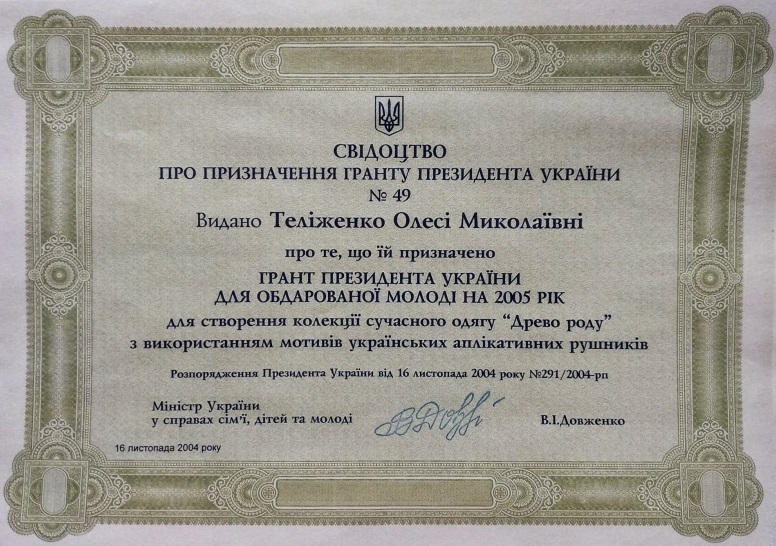 СВІДОЦТВО
ПРО ПРИЗНАЧЕННЯ ГРАНТУ ПРЕЗИДЕНТА УКРАЇНИ
№ 49
Видано Теліженко Олесі Миколаївні
про те, що їй призначено
ГРАНТ ПРЕЗИДЕНТА УКРАЇНИ
ДЛЯ ОБДАРОВАНОЇ МОЛОДІ НА 2005 РІК
для створення колекції сучасного одягу “Древо роду”
з використанням мотивів українських аплікативних рушників
Розпорядження Президента України від 16 листопада 2004 року №291/2004-рп
Міністр України
у справах сім’ї, дітей та молоді
В.І.Довженко
16 листопада 2004 року